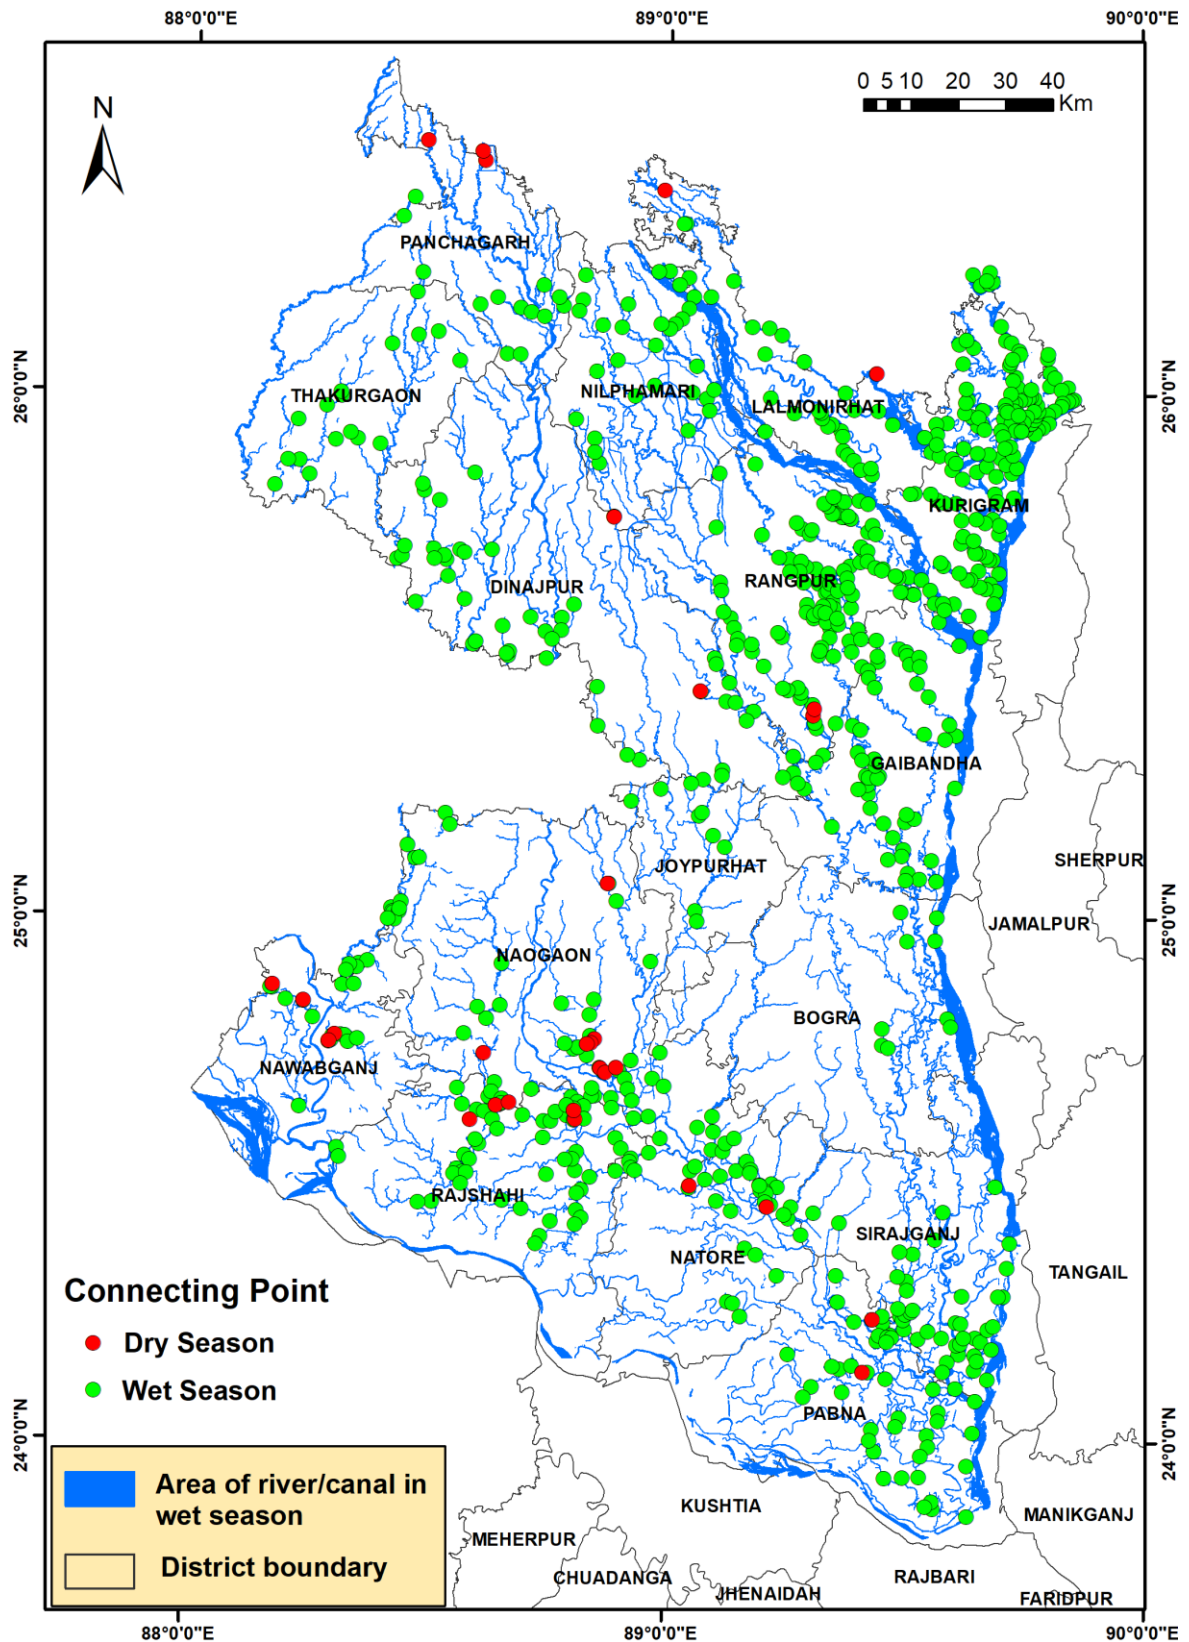 88°0'0"E
89°0'0"E
90°0'0"E
N
0 5 10 20 30 40
Km
PANCHAGARH
26°0'0"N
26°0'0"N
THAKURGAON
NILPHAMARI
LALMONIRHAT
KURIGRAM
DINAJPUR
RANGPUR
GAIBANDHA
SHERPUR
JOYPURHAT
25°0'0"N
25°0'0"N
JAMALPUR
NAOGAON
BOGRA
NAWABGANJ
RAJSHAHI
SIRAJGANJ
NATORE
TANGAIL
Connecting Point
Dry Season
Wet Season
PABNA
24°0'0"N
24°0'0"N
Area of river/canal in
wet season
District boundary
KUSHTIA
MANIKGANJ
MEHERPUR
CHUADANGA
JHENAIDAH
RAJBARI
FARIDPUR
88°0'0"E
89°0'0"E
90°0'0"E